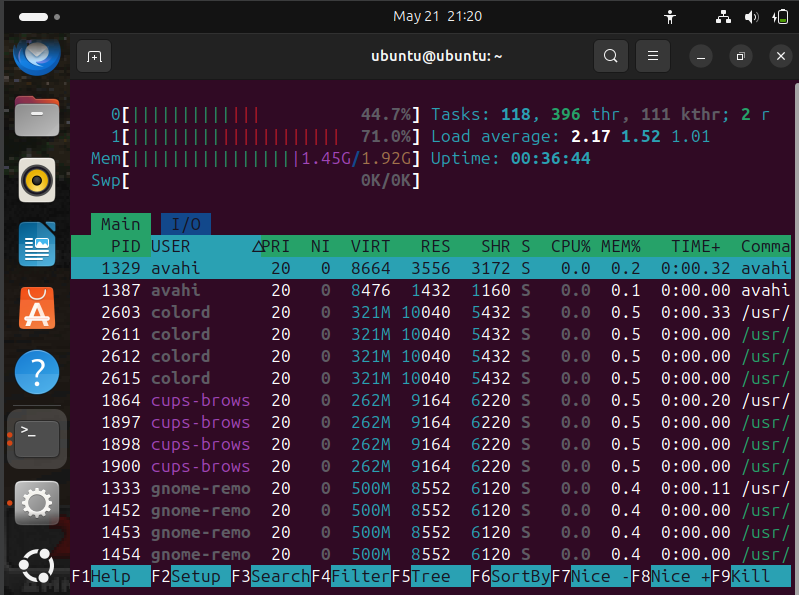 May 21 21:20
ubuntu@ubuntu: ~
0[||||||||||||| 44.7%] Tasks: 118, 396 thr, 111 kthr; 2 r
1[||||||||||||||||||||| 71.0%] Load average: 2.17 1.52 1.01
Mem[|||||||||||||||||1.45G/1.92G] Uptime: 00:36:44
Swp[ 0K/0K]
Main I/O
PID USER △PRI NI VIRT RES SHR S CPU% MEM% TIME+ Comma
1329 avahi 20 0 8664 3556 3172 S 0.0 0.2 0:00.32 avahi
1387 avahi 20 0 8476 1432 1160 S 0.0 0.1 0:00.00 avahi
2603 colord 20 0 321M 10040 5432 S 0.0 0.5 0:00.33 /usr/
2611 colord 20 0 321M 10040 5432 S 0.0 0.5 0:00.00 /usr/
2612 colord 20 0 321M 10040 5432 S 0.0 0.5 0:00.00 /usr/
2615 colord 20 0 321M 10040 5432 S 0.0 0.5 0:00.00 /usr/
1864 cups-brows 20 0 262M 9164 6220 S 0.0 0.5 0:00.20 /usr/
1897 cups-brows 20 0 262M 9164 6220 S 0.0 0.5 0:00.00 /usr/
1898 cups-brows 20 0 262M 9164 6220 S 0.0 0.5 0:00.00 /usr/
1900 cups-brows 20 0 262M 9164 6220 S 0.0 0.5 0:00.00 /usr/
1333 gnome-remo 20 0 500M 8552 6120 S 0.0 0.4 0:00.11 /usr/
1452 gnome-remo 20 0 500M 8552 6120 S 0.0 0.4 0:00.00 /usr/
1453 gnome-remo 20 0 500M 8552 6120 S 0.0 0.4 0:00.00 /usr/
1454 gnome-remo 20 0 500M 8552 6120 S 0.0 0.4 0:00.00 /usr/
F1Help F2Setup F3SearchF4FilterF5Tree F6SortByF7Nice -F8Nice +F9Kill